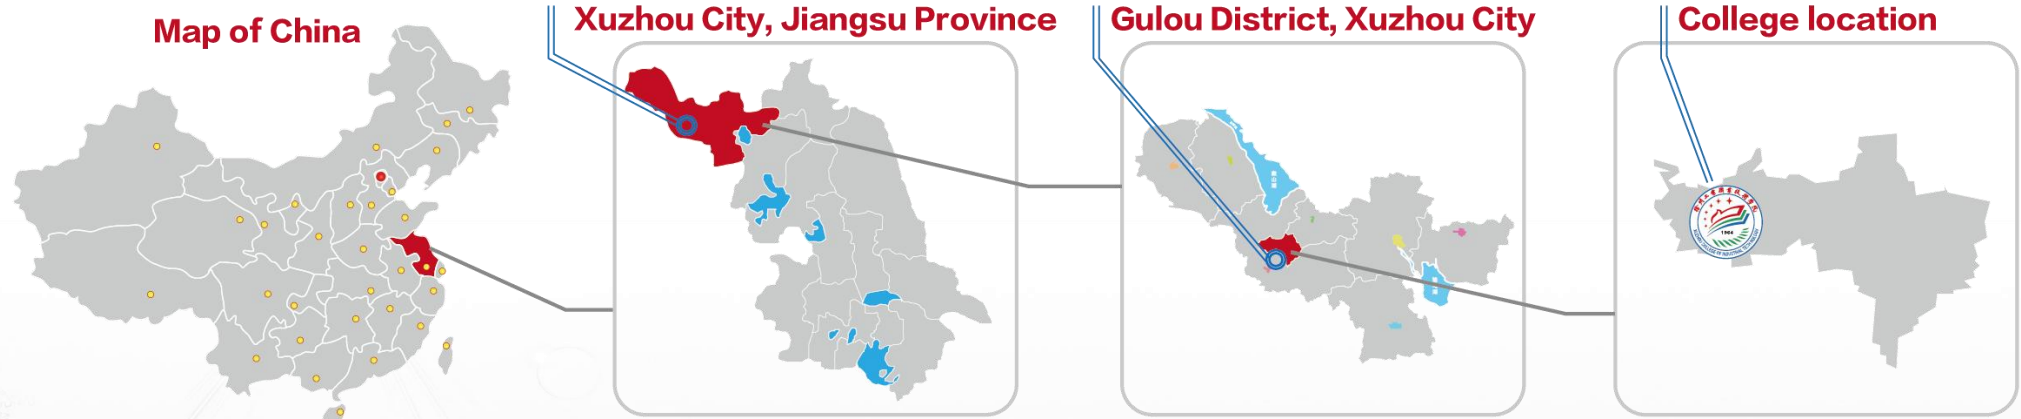 Map of China
Xuzhou City, Jiangsu Province
Gulou District, Xuzhou City
College location
1964